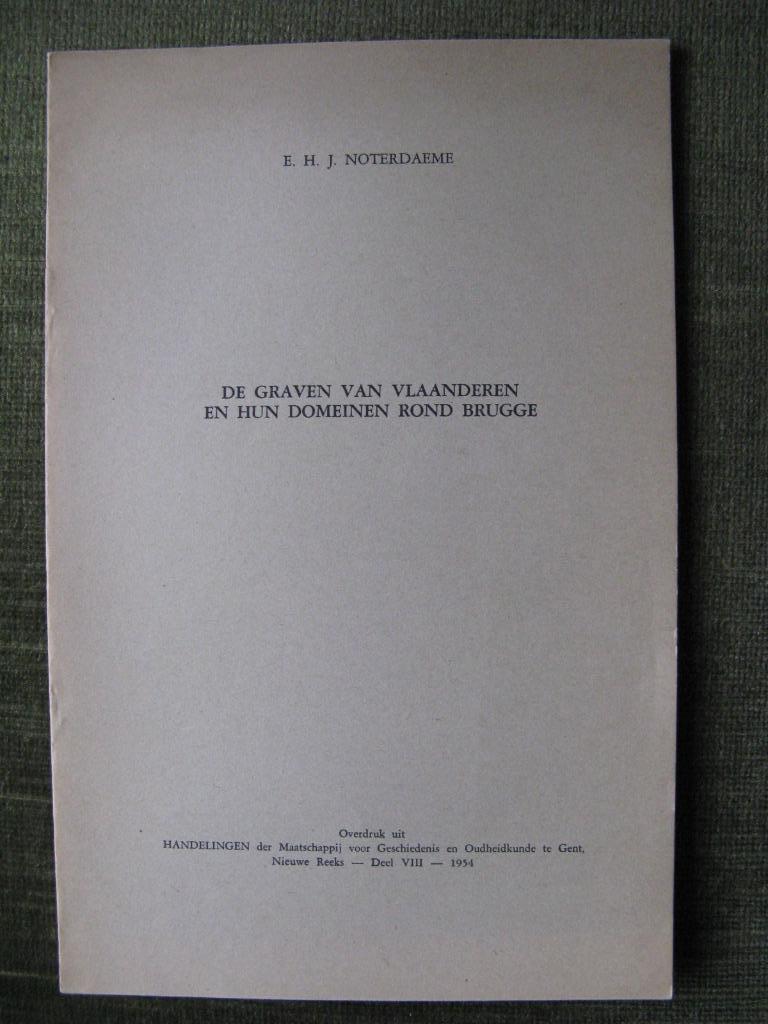 E. H. J. NOTERDAEME
DE GRAVEN VAN VLAANDEREN
EN HUN DOMEINEN ROND BRUGGE
Overdruk uit
HANDELINGEN der Maatschappij voor Geschiedenis en Oudheidkunde te Gent,
Nieuwe Reeks — Deel VIII — 1954